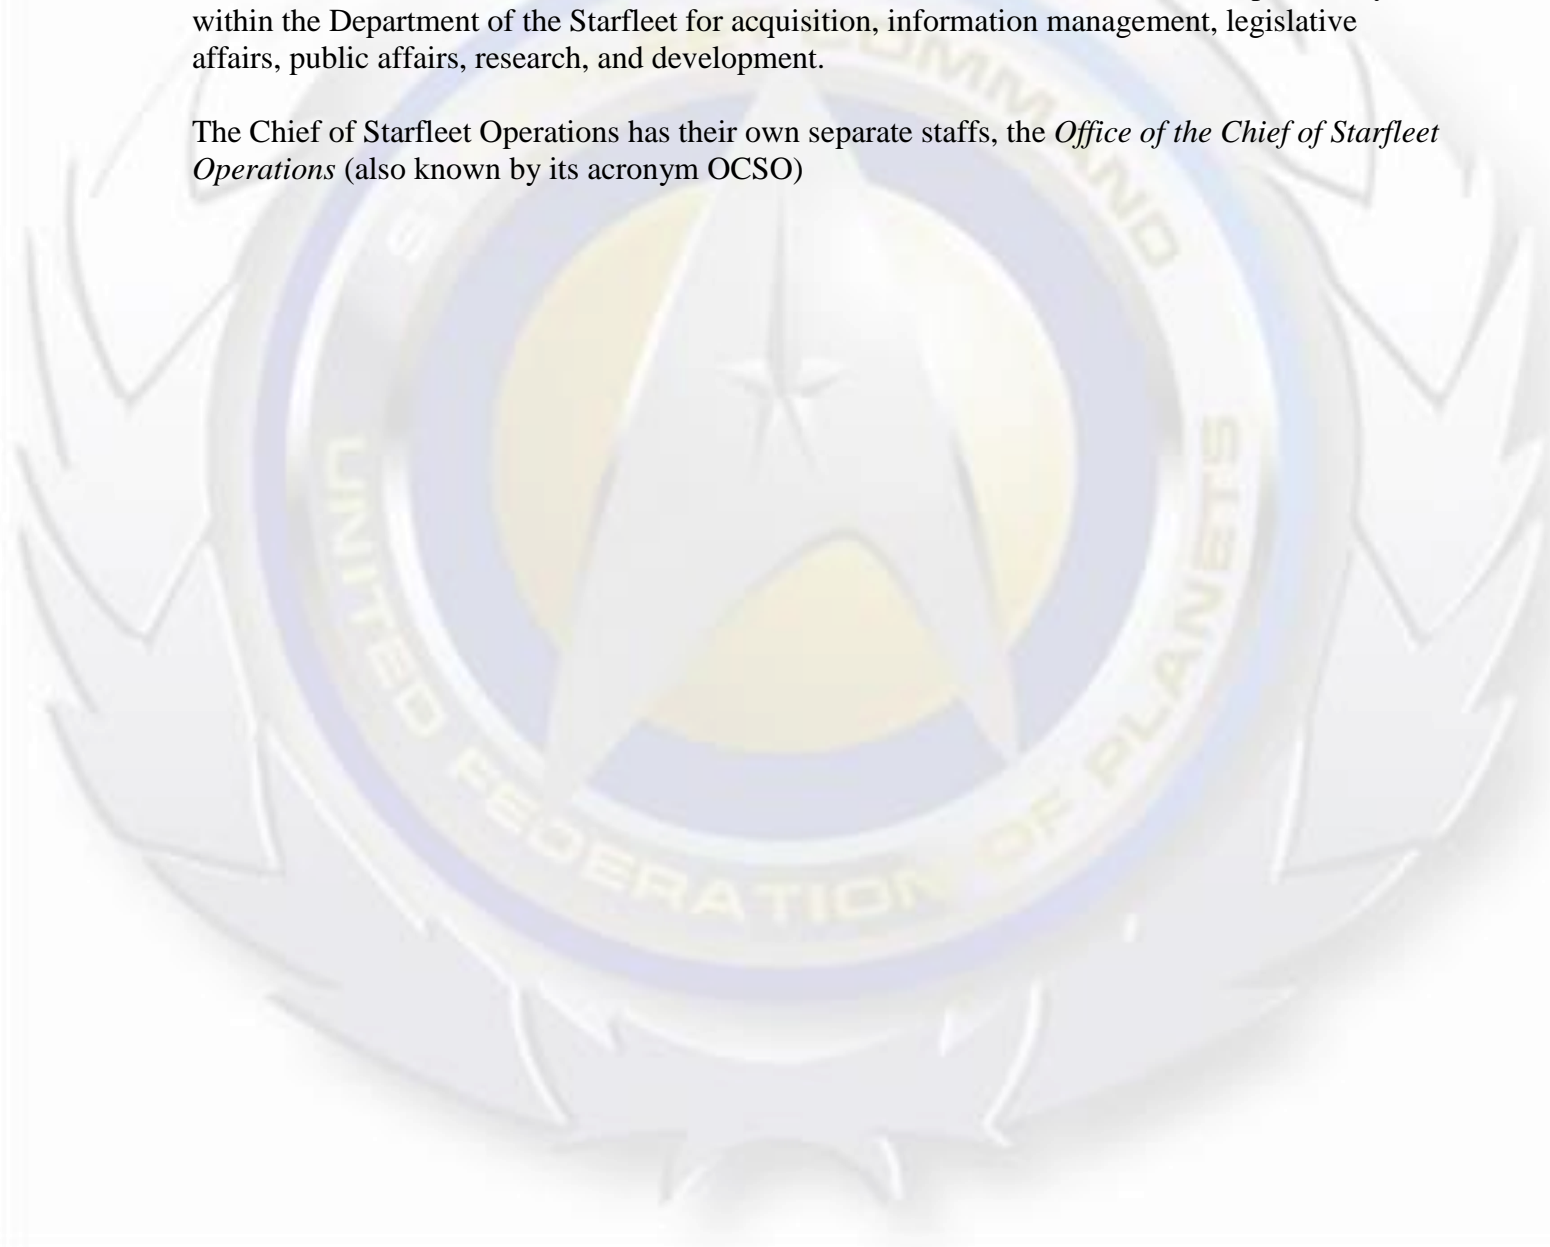 within the Department of the Starfleet for acquisition, information management, legislative
affairs, public affairs, research, and development.
The Chief of Starfleet Operations has their own separate staffs, the Office of the Chief of Starfleet
Operations (also known by its acronym OCSO)
COMMAND
UNITED FEDERATION OF PLANETS